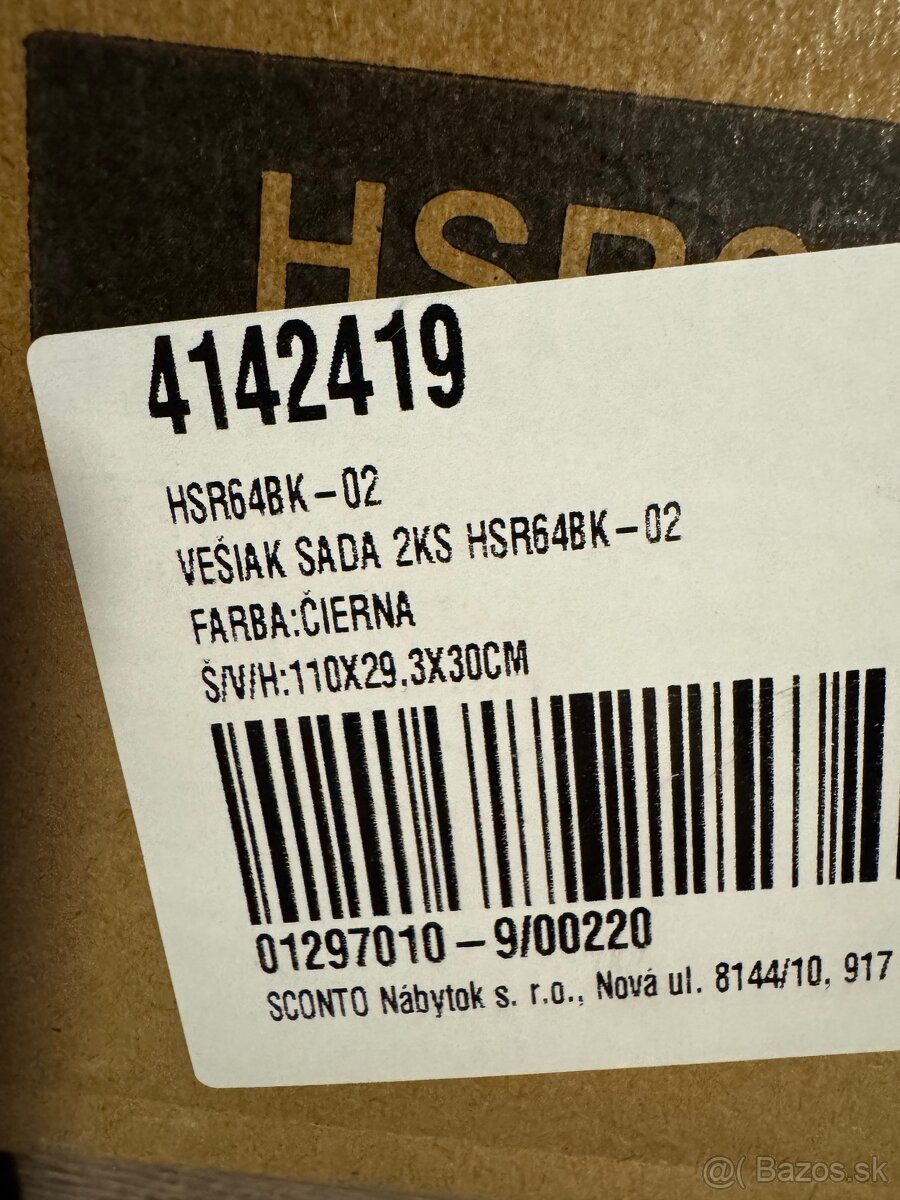 HSR6
4142419
HSR64BK-02
VEŠIAK SADA 2KS HSR64BK-02
FARBA:ČIERNA
Š/V/H:110X29,3X30CM
01297010-9/00220
SCONTO Nábytok s. r.o., Nová ul. 8144/10, 917
@( Bazos.sk